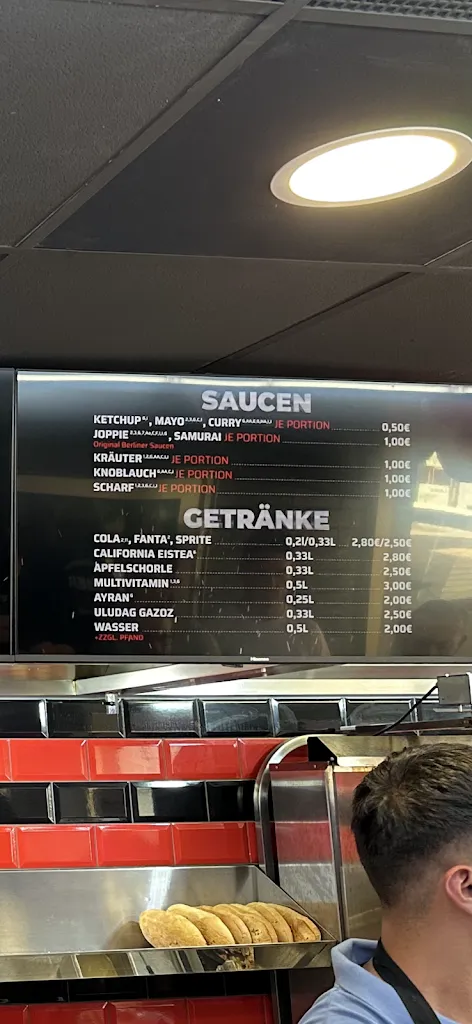 SAUCEN
KETCHUP, MAYO, CURRY JE PORTION 0,50€
JOPPIE, SAMURAI JE PORTION 1,00€
Original Berliner Saucen
KRÄUTER JE PORTION 1,00€
KNOBLAUCH JE PORTION 1,00€
SCHARF JE PORTION 1,00€
GETRÄNKE
COLA, FANTA, SPRITE 0,2l/0,33L 2,80€/2,50€
CALIFORNIA EISTEA 0,33L 2,80€
APFELSCHORLE 0,33L 2,50€
MULTIVITAMIN 0,5L 3,00€
AYRAN 0,25L 2,00€
ULUDAG GAZOZ 0,33L 2,50€
WASSER 0,5L 2,00€
+ZZGL. PFAND
Hisense